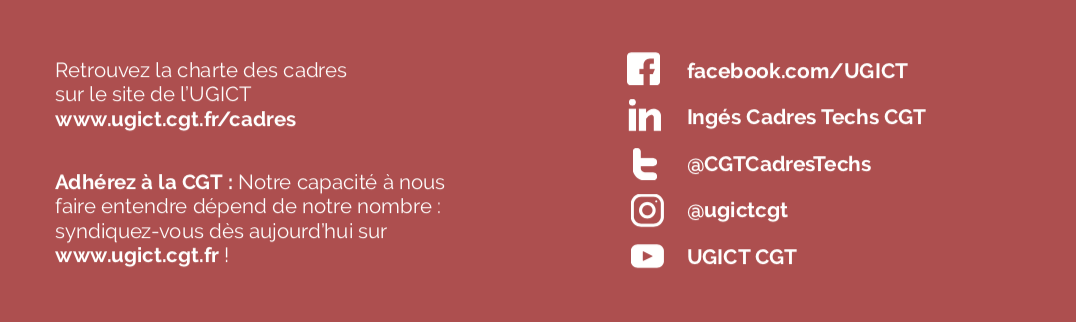 Retrouvez la charte des cadres
sur le site de l'UGICT
www.ugict.cgt.fr/cadres
Adhérez à la CGT : Notre capacité à nous
faire entendre dépend de notre nombre :
syndiquez-vous dès aujourd'hui sur
www.ugict.cgt.fr !
facebook.com/UGICT
Ingés Cadres Techs CGT
@CGTCadresTechs
@ugictcgt
UGICT CGT